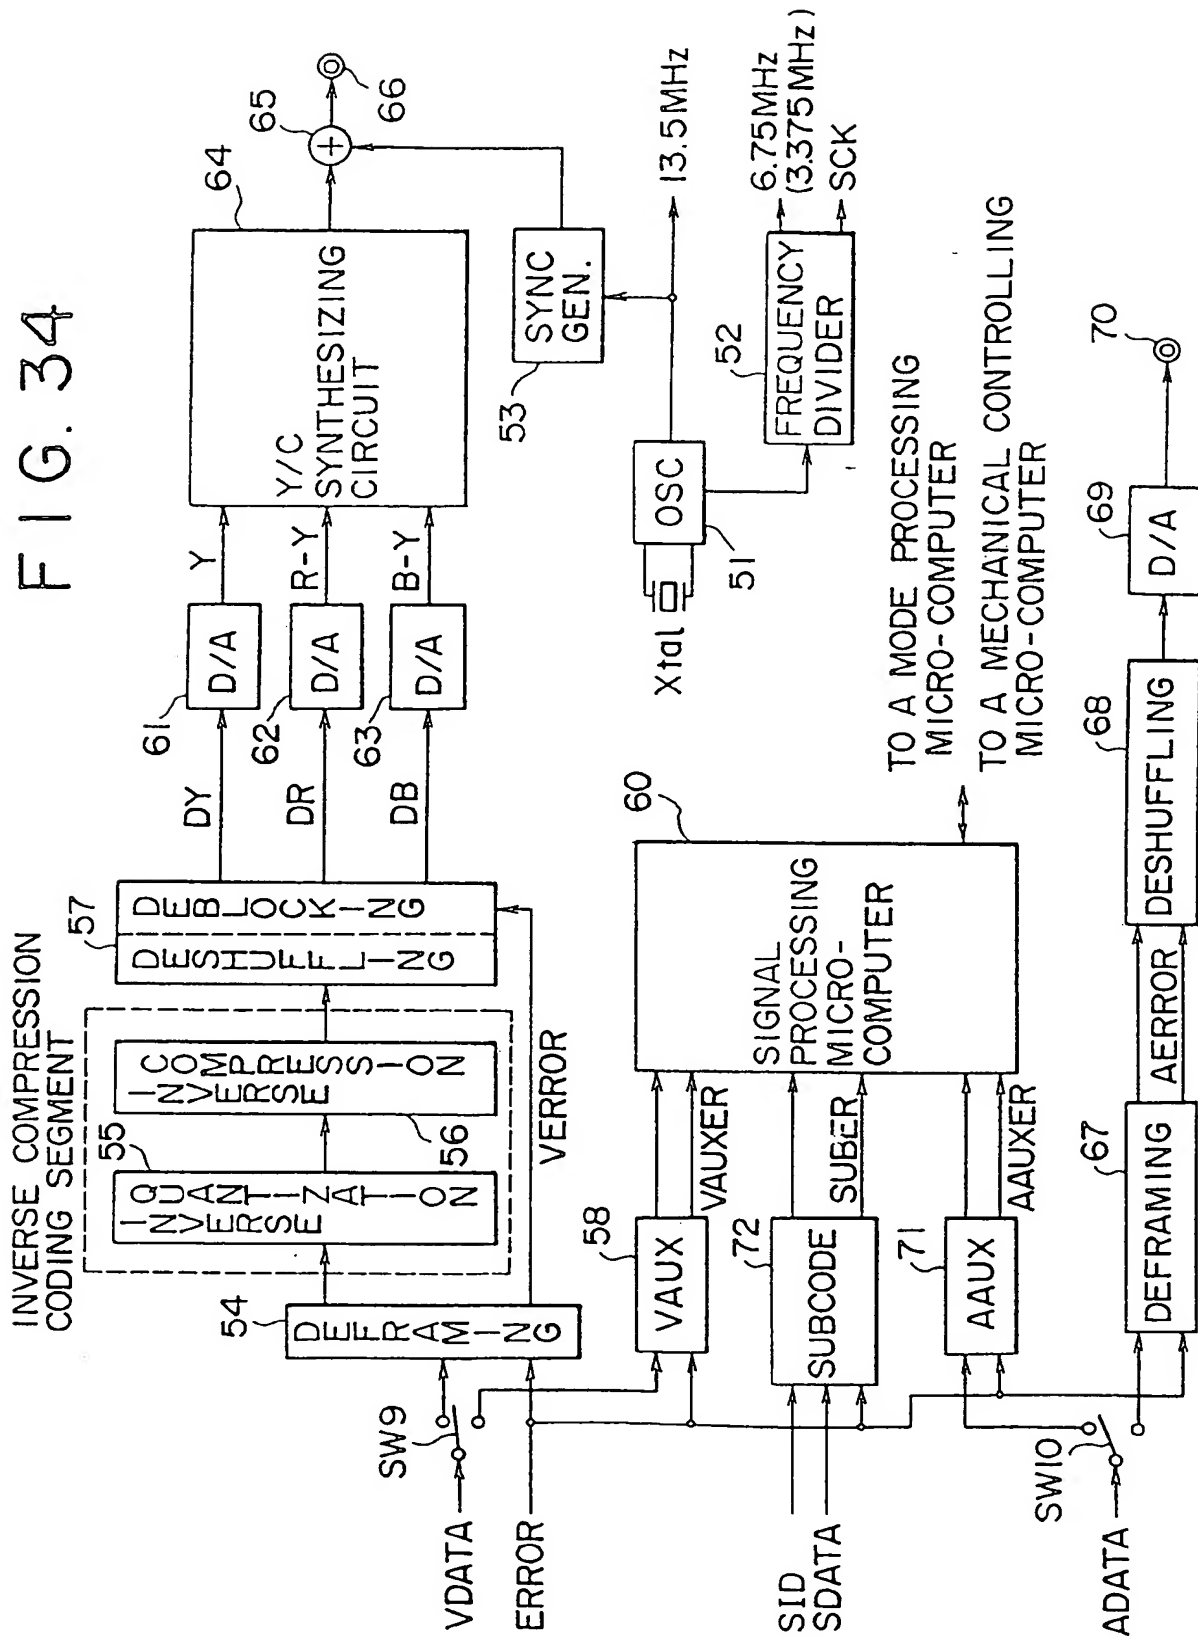 FIG. 34
INVERSE COMPRESSION
CODING SEGMENT
55
INVERSE
QUANTIZATION
56
INVERSE
COMPRESSION
57
DESHUFFLING
DEBLOCKING
54
DEFRAMING
VERROR
DY
DR
DB
61
D/A
62
D/A
63
D/A
Y
R-Y
B-Y
64
Y/C
SYNTHESIZING
CIRCUIT
65
+
66
53
SYNC
GEN.
13.5MHz
Xtal
OSC
51
52
FREQUENCY
DIVIDER
6.75MHz
(3.375MHz)
SCK
SW9
VDATA
ERROR
58
VAUX
VAUXER
72
SUBCODE
SUBER
71
AAUX
AAUXER
SID
SDATA
60
SIGNAL
PROCESSING
MICRO-
COMPUTER
TO A MODE PROCESSING
MICRO-COMPUTER
TO A MECHANICAL CONTROLLING
MICRO-COMPUTER
SW10
ADATA
67
DEFRAMING
AERROR
68
DESHUFFLING
69
D/A
70